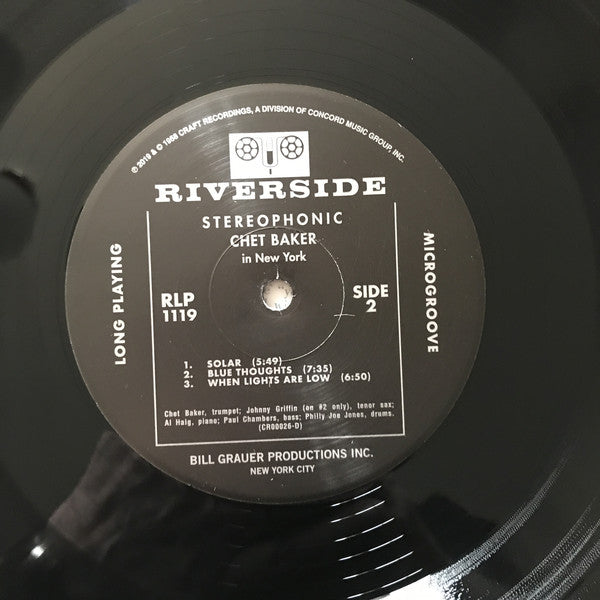 ℗ 2019 & © 1958 CRAFT RECORDINGS, A DIVISION OF CONCORD MUSIC GROUP, INC.
RIVERSIDE
STEREOPHONIC
CHET BAKER
in New York
LONG PLAYING
RLP
1119
SIDE
2
MICROGROOVE
1. SOLAR (5:49)
2. BLUE THOUGHTS (7:35)
3. WHEN LIGHTS ARE LOW (6:50)
Chet Baker, trumpet; Johnny Griffin (on #2 only), tenor sax;
Al Haig, piano; Paul Chambers, bass; Philly Joe Jones, drums.
(CR00026-D)
BILL GRAUER PRODUCTIONS INC.
NEW YORK CITY